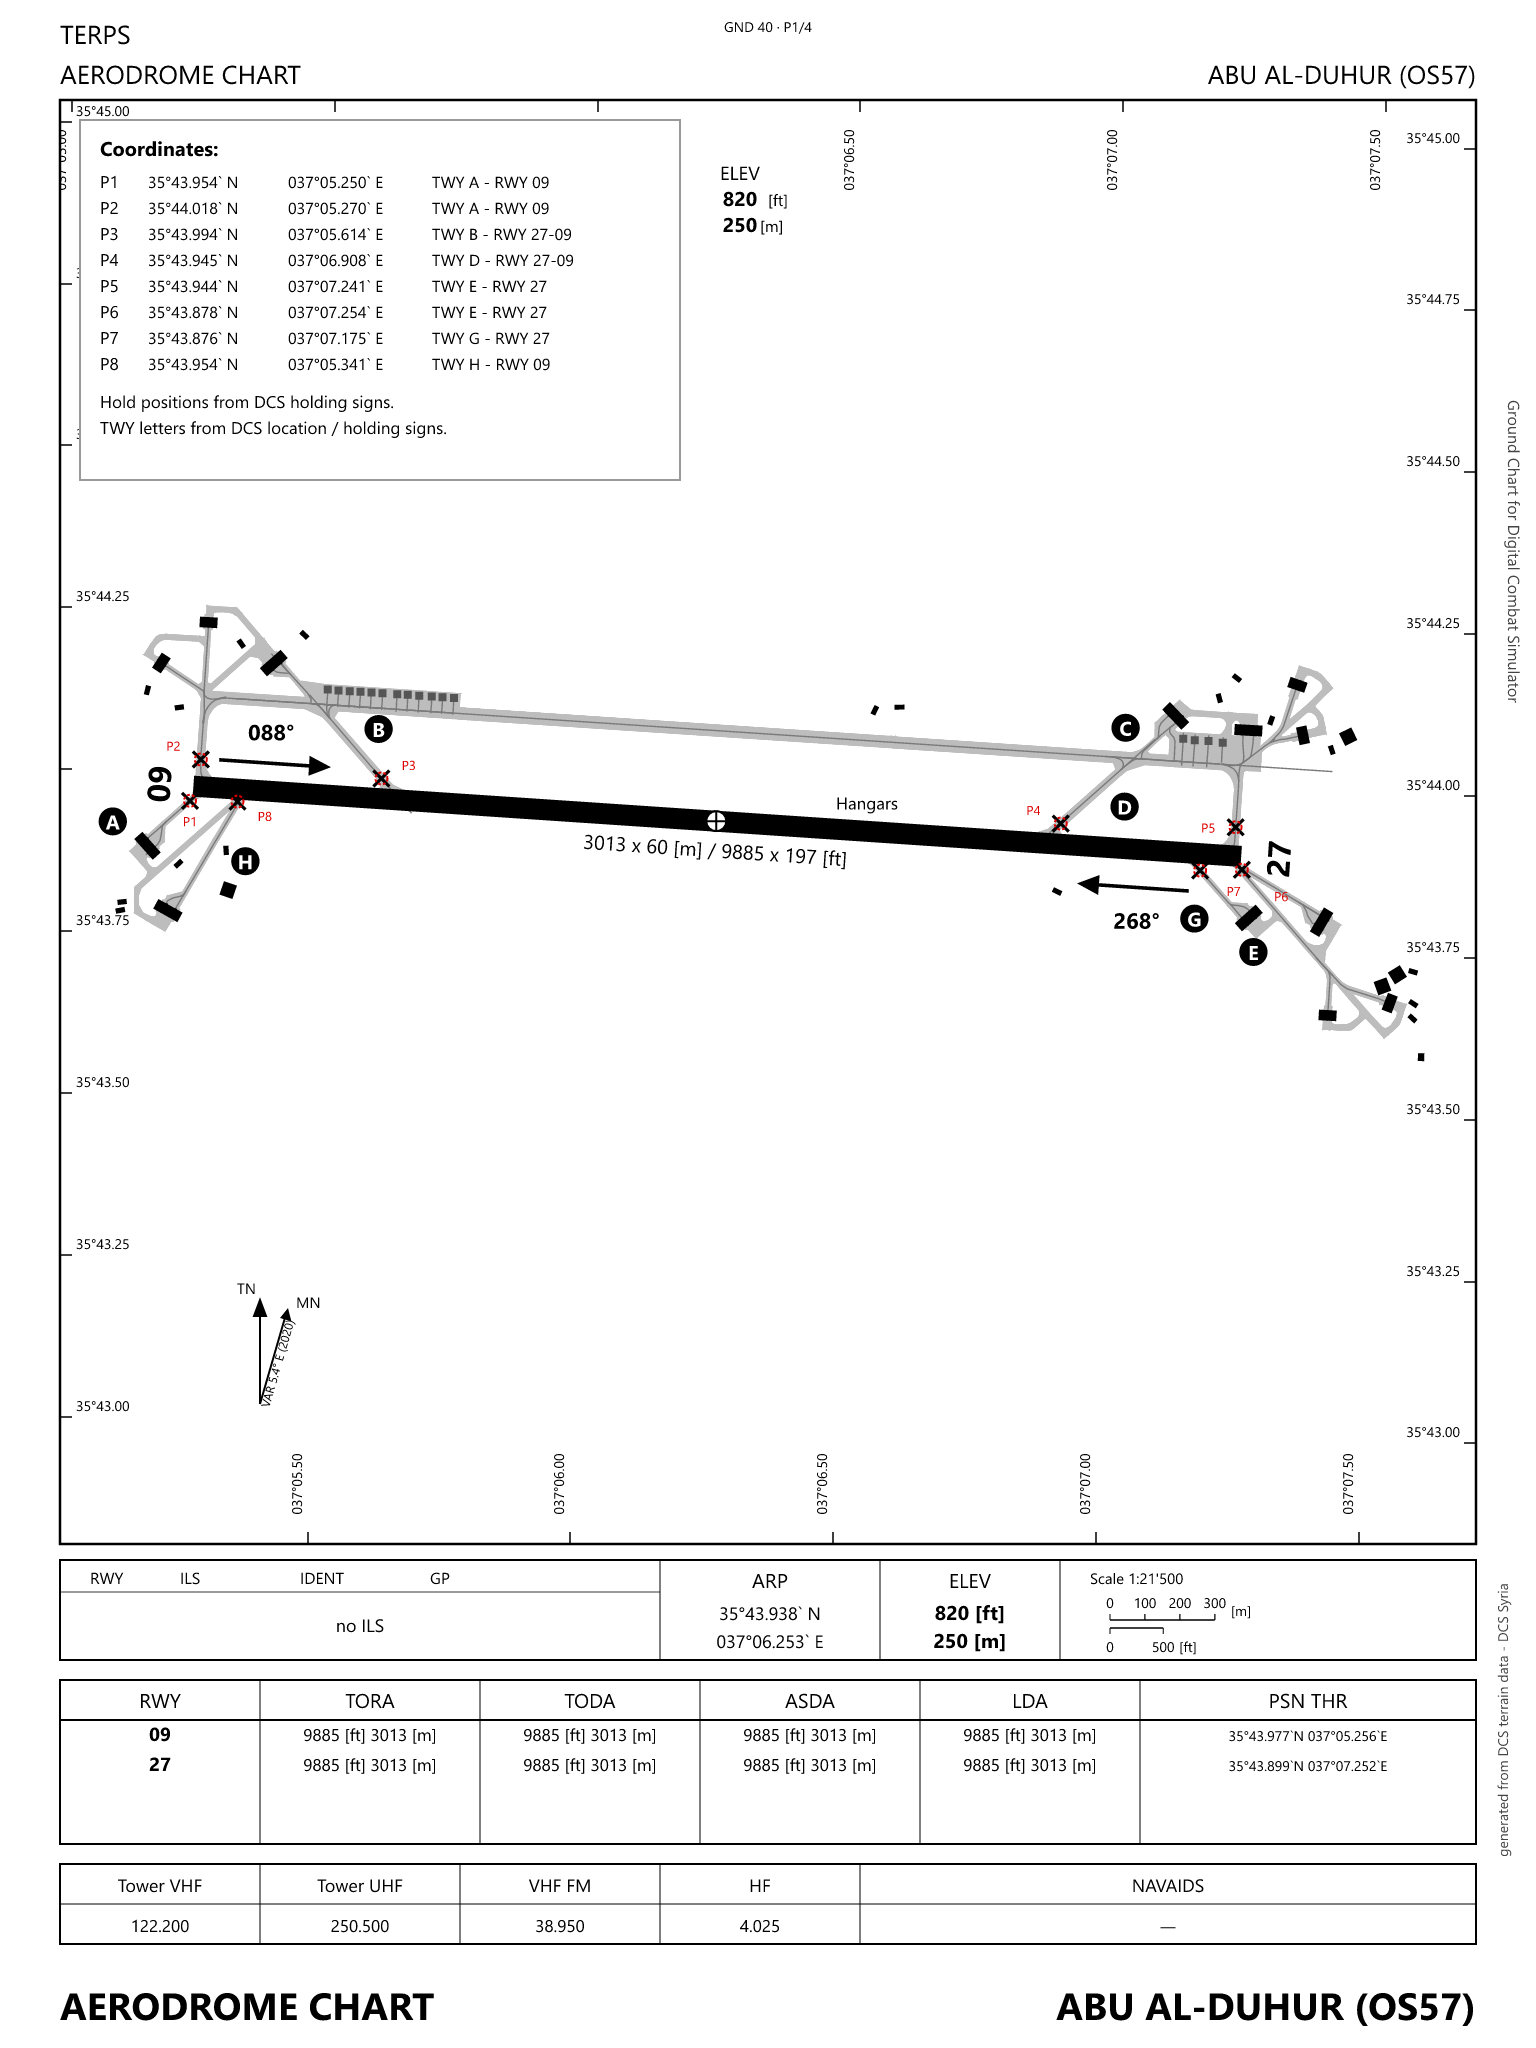 GND 40 · P1/4
TERPS
AERODROME CHART
ABU AL-DUHUR (OS57)
35°45.00
037°06.50
037°07.00
037°07.50
35°45.00
Coordinates:
P1 35°43.954` N 037°05.250` E TWY A - RWY 09
P2 35°44.018` N 037°05.270` E TWY A - RWY 09
P3 35°43.994` N 037°05.614` E TWY B - RWY 27-09
P4 35°43.945` N 037°06.908` E TWY D - RWY 27-09
P5 35°43.944` N 037°07.241` E TWY E - RWY 27
P6 35°43.878` N 037°07.254` E TWY E - RWY 27
P7 35°43.876` N 037°07.175` E TWY G - RWY 27
P8 35°43.954` N 037°05.341` E TWY H - RWY 09
Hold positions from DCS holding signs.
TWY letters from DCS location / holding signs.
ELEV
820 [ft]
250 [m]
35°44.75
35°44.50
Ground Chart for Digital Combat Simulator
35°44.25
35°44.25
B
C
088°
P2
P3
09
35°44.00
Hangars
D
P4
P5
A
P1
P8
3013 x 60 [m] / 9885 x 197 [ft]
27
H
P7
P6
268°
G
E
35°43.75
35°43.75
35°43.50
35°43.50
35°43.25
35°43.25
TN
MN
VAR 5.4° E (2020)
35°43.00
35°43.00
037°05.50
037°06.00
037°06.50
037°07.00
037°07.50
RWY ILS IDENT GP
no ILS
ARP
35°43.938` N
037°06.253` E
ELEV
820 [ft]
250 [m]
Scale 1:21'500
0 100 200 300 [m]
0 500 [ft]
generated from DCS terrain data - DCS Syria
RWY TORA TODA ASDA LDA PSN THR
09 9885 [ft] 3013 [m] 9885 [ft] 3013 [m] 9885 [ft] 3013 [m] 9885 [ft] 3013 [m] 35°43.977`N 037°05.256`E
27 9885 [ft] 3013 [m] 9885 [ft] 3013 [m] 9885 [ft] 3013 [m] 9885 [ft] 3013 [m] 35°43.899`N 037°07.252`E
Tower VHF Tower UHF VHF FM HF NAVAIDS
122.200 250.500 38.950 4.025 —
AERODROME CHART
ABU AL-DUHUR (OS57)